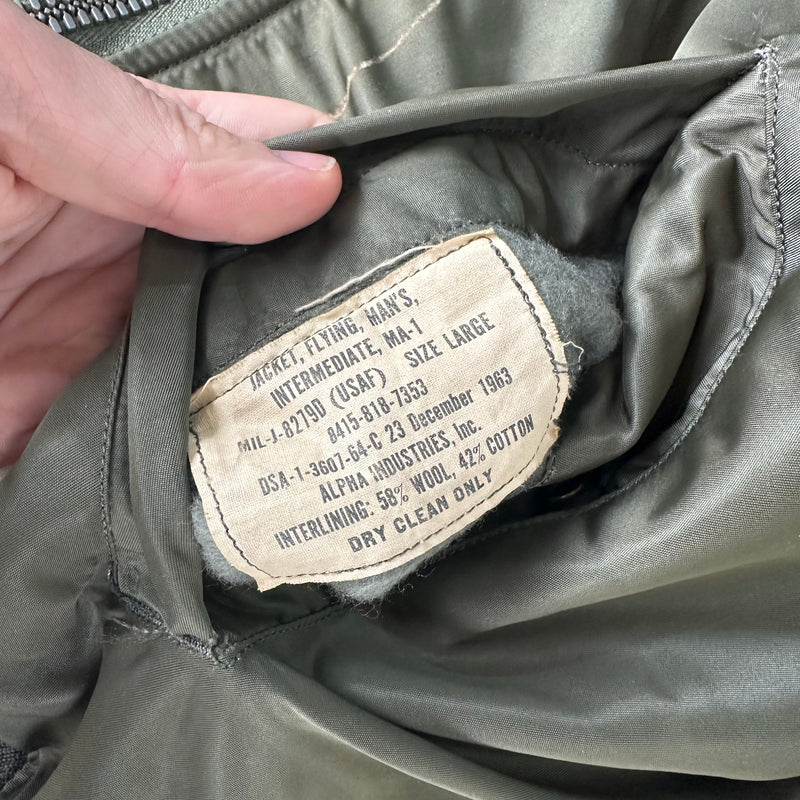 JACKET, FLYING, MAN'S,
INTERMEDIATE, MA-1
MIL-J-8279D (USAF) SIZE LARGE
8415-818-7353
DSA-1-3607-64-C 23 December 1963
ALPHA INDUSTRIES, Inc.
INTERLINING: 58% WOOL, 42% COTTON
DRY CLEAN ONLY